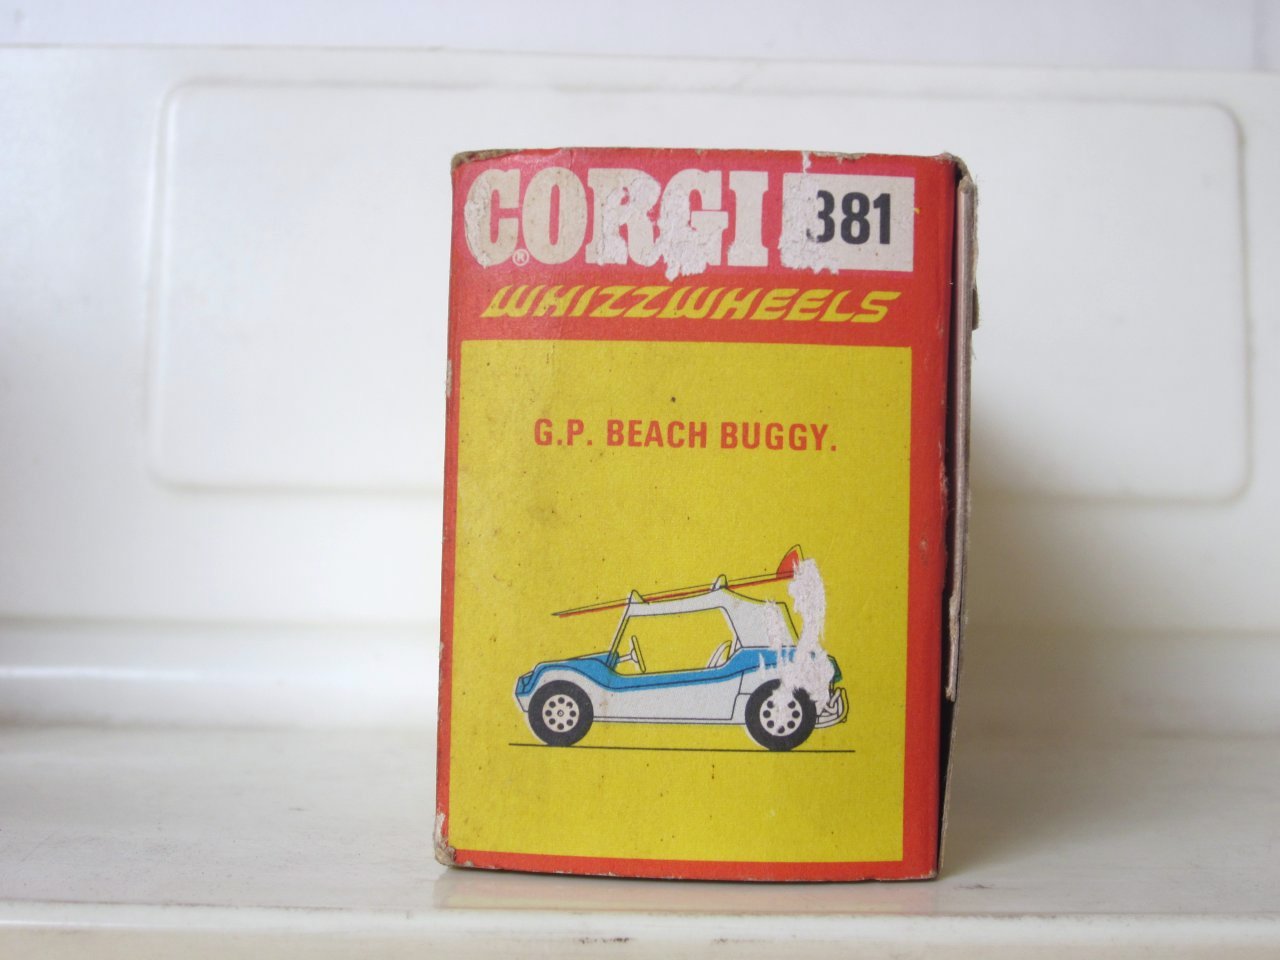 CORGI® 381
WHIZZWHEELS
G.P. BEACH BUGGY.